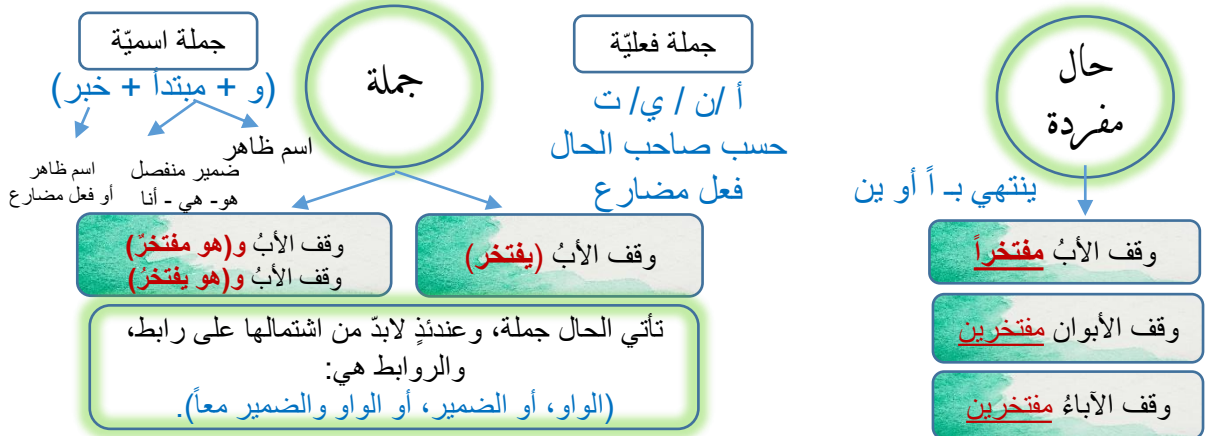 حال
مفردة
ينتهي بـ اً أو ين
وقف الأبُ مفتخراً
وقف الأبوان مفتخرين
وقف الآباءُ مفتخرين
جملة
جملة فعليّة
أ /ن / ي/ ت
حسب صاحب الحال
فعل مضارع
وقف الأبُ (يفتخر)
جملة اسميّة
(و + مبتدأ + خبر)
اسم ظاهر
ضمير منفصل
هو- هي - أنا
اسم ظاهر
أو فعل مضارع
وقف الأبُ و(هو مفتخرٌ)
وقف الأبُ و(هو يفتخرُ)
تأتي الحال جملة، وعندئذٍ لابدّ من اشتمالها على رابط،
والروابط هي:
(الواو، أو الضمير، أو الواو والضمير معاً).